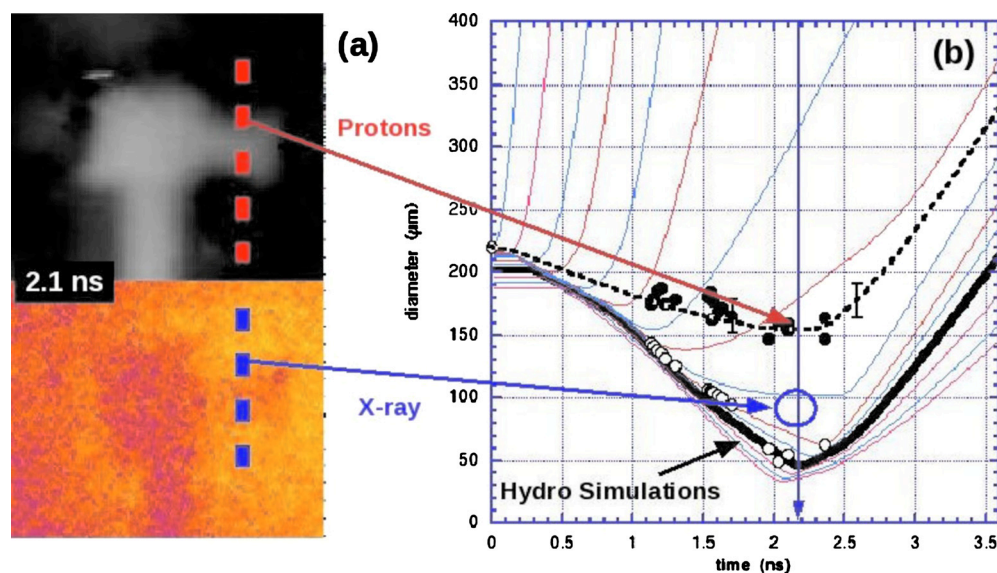 (a)
Protons
2.1 ns
X-ray
(b)
400
350
300
250
200
150
100
50
0
diameter (μm)
Hydro Simulations
0
0.5
1
1.5
2
2.5
3
3.5
time (ns)